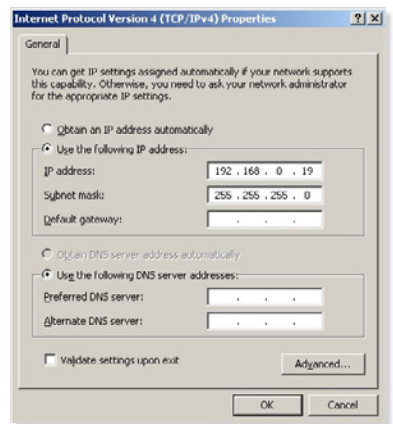 Internet Protocol Version 4 (TCP/IPv4) Properties
General
You can get IP settings assigned automatically if your network supports
this capability. Otherwise, you need to ask your network administrator
for the appropriate IP settings.
Obtain an IP address automatically
Use the following IP address:
IP address: 192 . 168 . 0 . 19
Subnet mask: 255 . 255 . 255 . 0
Default gateway: . . .
Obtain DNS server address automatically
Use the following DNS server addresses:
Preferred DNS server: . . .
Alternate DNS server: . . .
Validate settings upon exit
Advanced...
OK Cancel